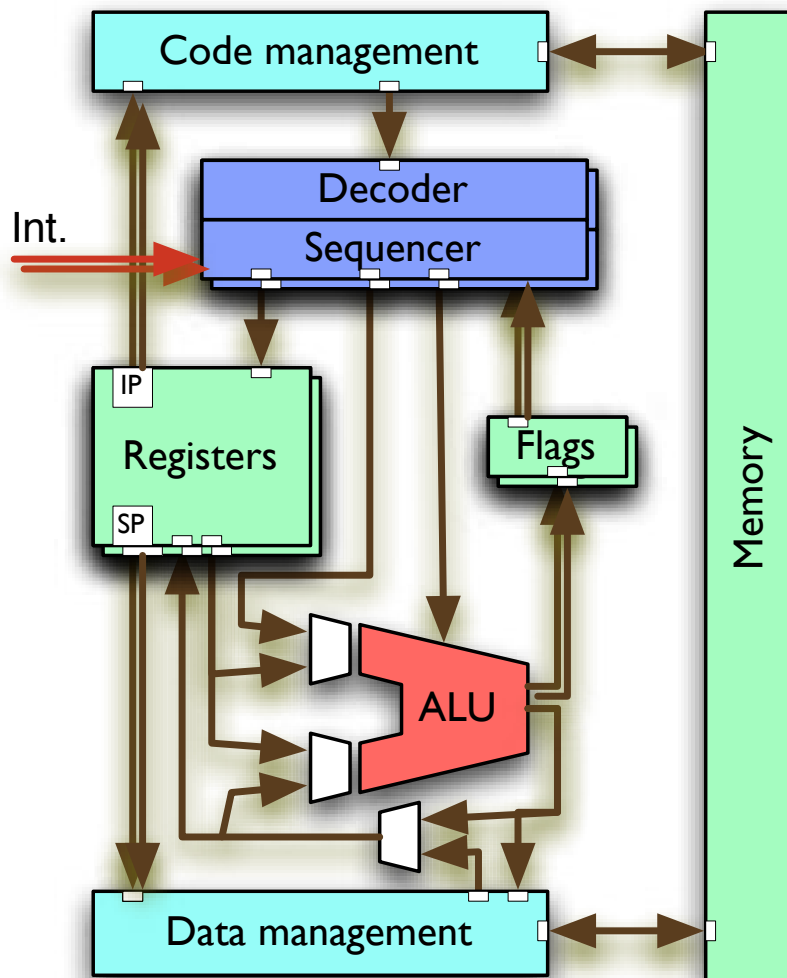 Code management
Decoder
Int.
Sequencer
IP
Registers
Flags
SP
Memory
ALU
Data management